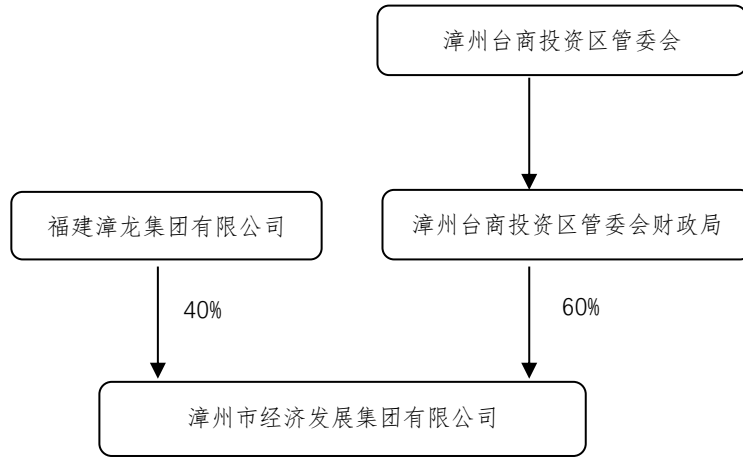 漳州台商投资区管委会
福建漳龙集团有限公司
漳州台商投资区管委会财政局
40%
60%
漳州市经济发展集团有限公司